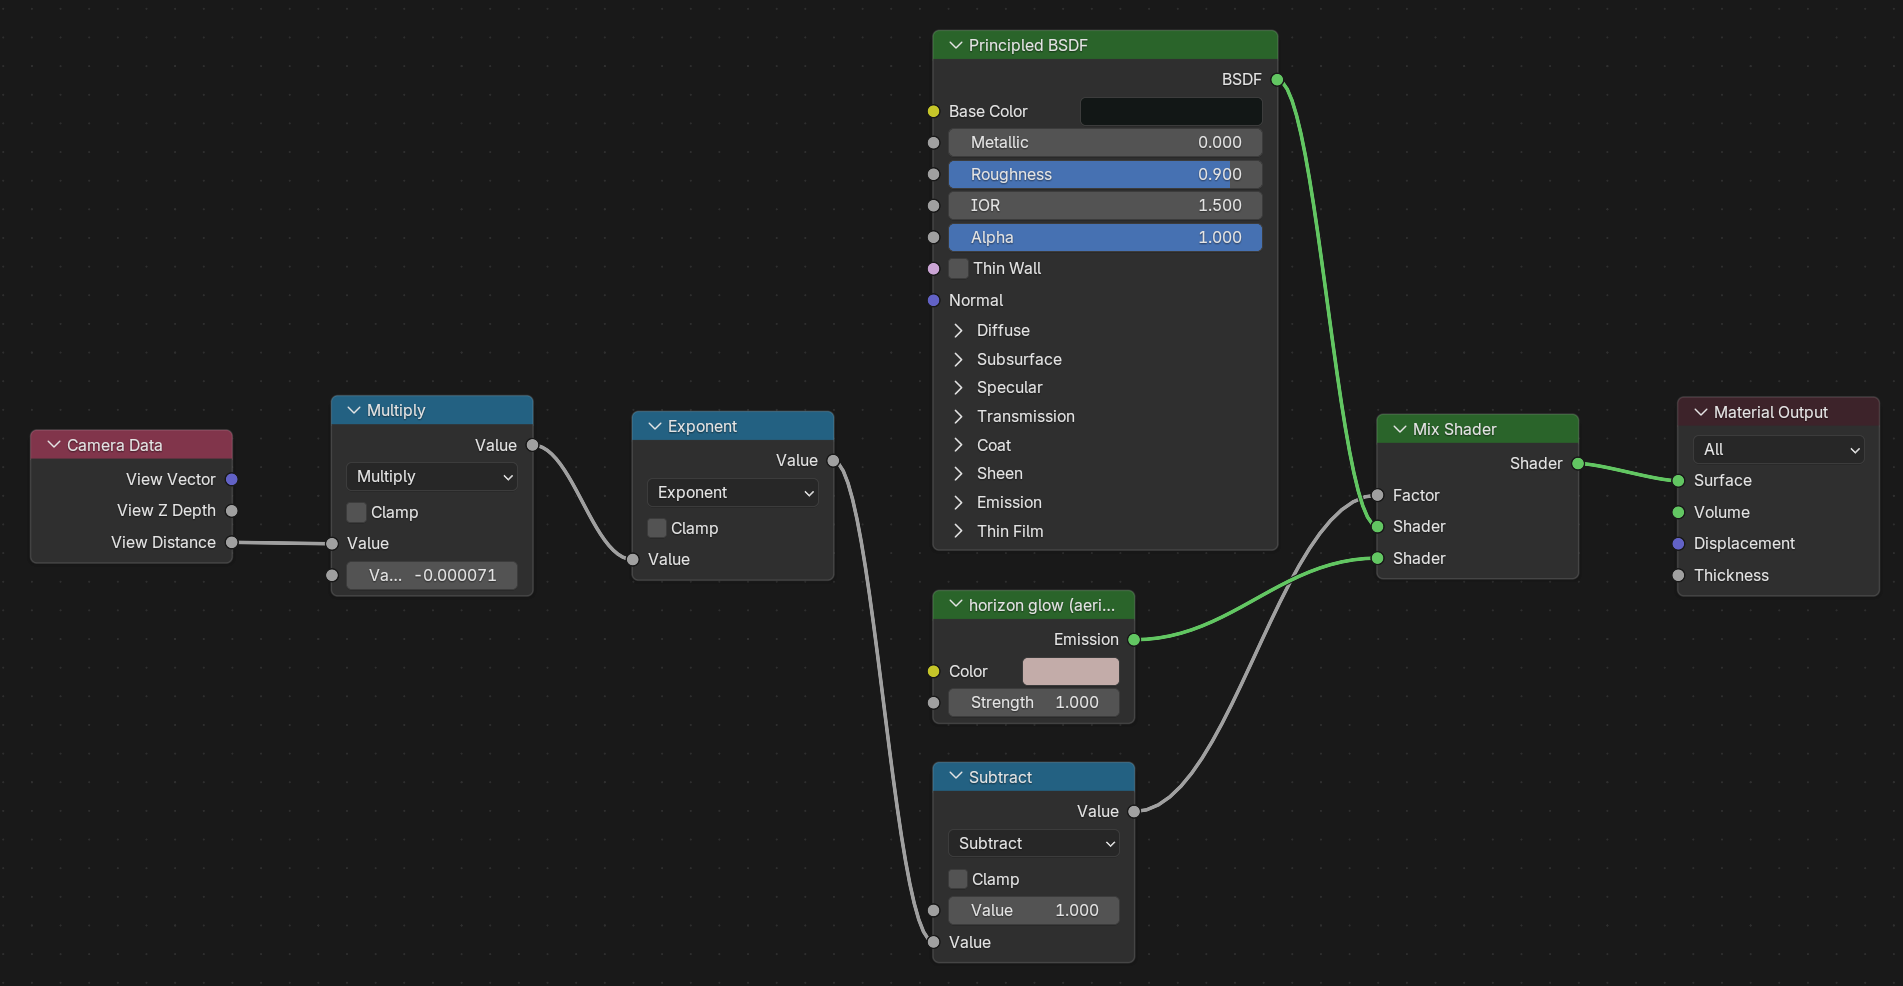 Camera Data
View Vector
View Z Depth
View Distance
Multiply
Value
Multiply
Clamp
Value
Va... -0.000071
Exponent
Value
Exponent
Clamp
Value
Principled BSDF
BSDF
Base Color
Metallic 0.000
Roughness 0.900
IOR 1.500
Alpha 1.000
Thin Wall
Normal
Diffuse
Subsurface
Specular
Transmission
Coat
Sheen
Emission
Thin Film
horizon glow (aeri...
Emission
Color
Strength 1.000
Subtract
Value
Subtract
Clamp
Value 1.000
Value
Mix Shader
Shader
Factor
Shader
Shader
Material Output
All
Surface
Volume
Displacement
Thickness